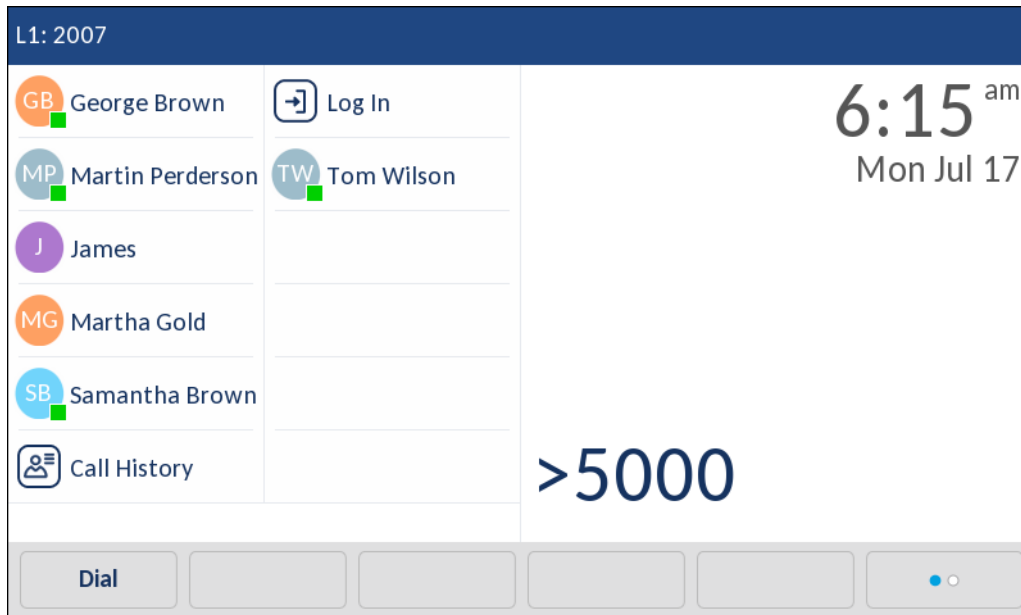 L1: 2007
GB George Brown
Log In
6:15 am
MP Martin Perderson
TW Tom Wilson
Mon Jul 17
J James
MG Martha Gold
SB Samantha Brown
Call History
>5000
Dial